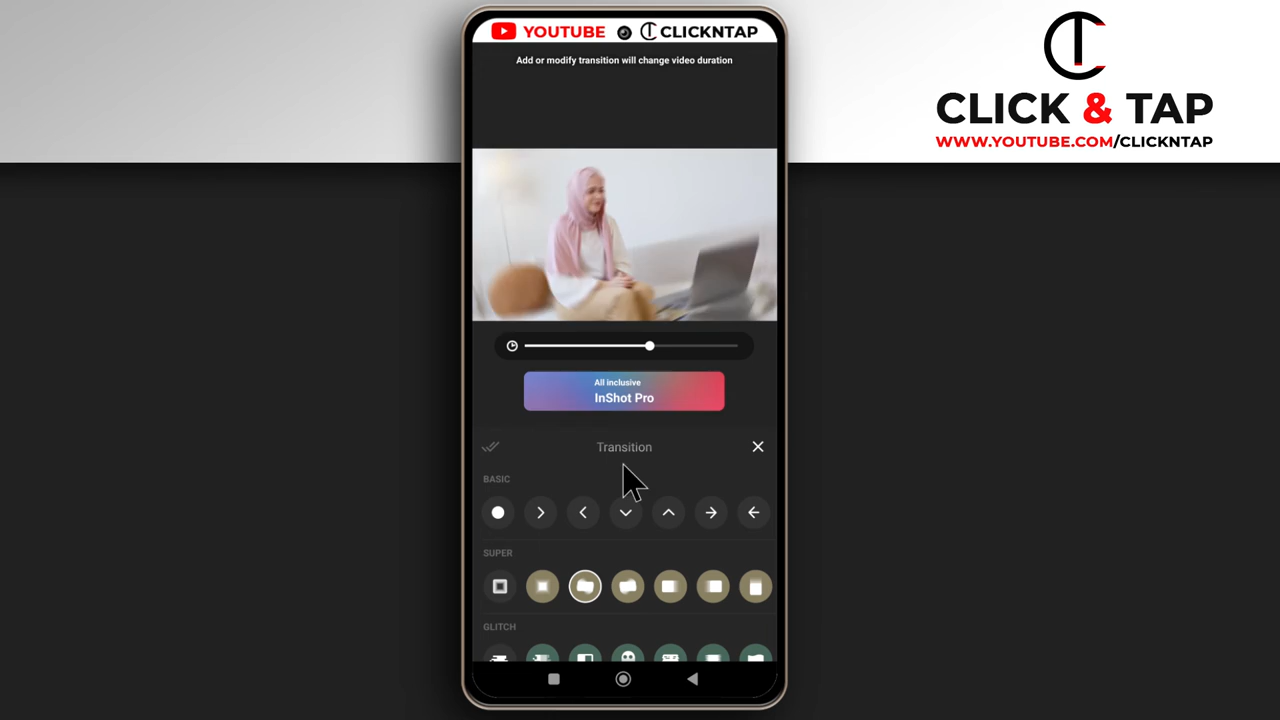 YOUTUBE CLICKNTAP
Add or modify transition will change video duration
CLICK & TAP
WWW.YOUTUBE.COM/CLICKNTAP
All inclusive
InShot Pro
Transition
BASIC
SUPER
GLITCH